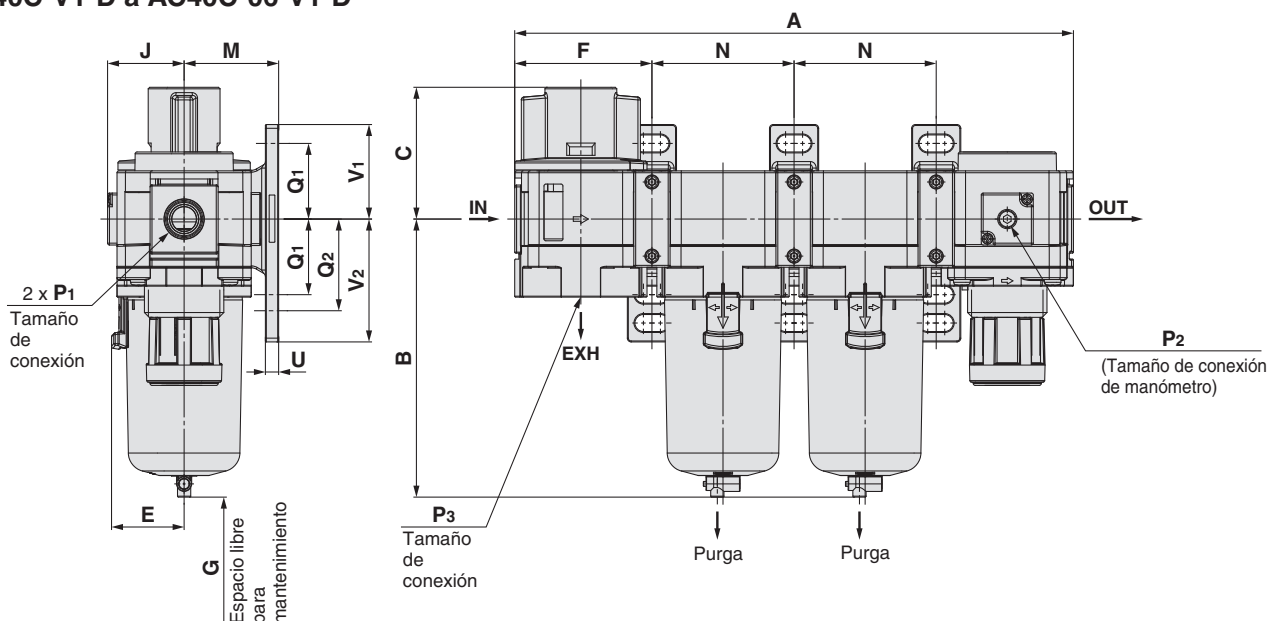 40C-V1-D a AC40C-06-V1-D
A
J
M
F
N
N
C
Q1
V1
IN
OUT
Q1
Q2
V2
2 x P1
Tamaño
de
conexión
U
B
EXH
P2
(Tamaño de conexión
de manómetro)
E
P3
Tamaño
de
conexión
Purga
Purga
G
Espacio libre
para
mantenimiento